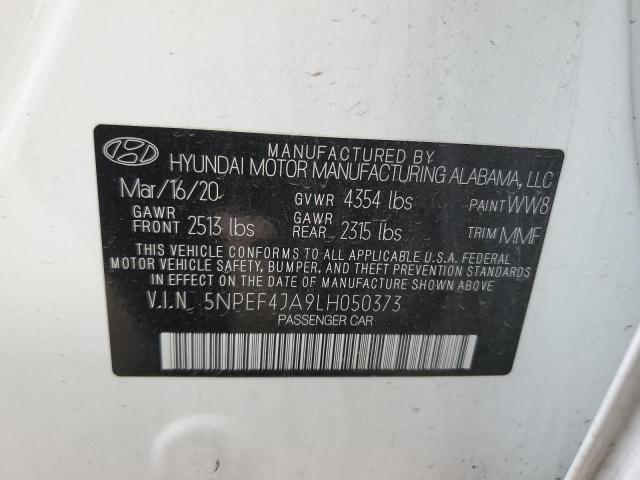 MANUFACTURED BY
HYUNDAI MOTOR MANUFACTURING ALABAMA, LLC
Mar/16/20 GVWR 4354 lbs PAINT WW8
GAWR FRONT 2513 lbs GAWR REAR 2315 lbs TRIM MMF
THIS VEHICLE CONFORMS TO ALL APPLICABLE U.S.A. FEDERAL
MOTOR VEHICLE SAFETY, BUMPER, AND THEFT PREVENTION STANDARDS
IN EFFECT ON THE DATE OF MANUFACTURE SHOWN ABOVE
V.I.N. 5NPEF4JA9LH050373
PASSENGER CAR